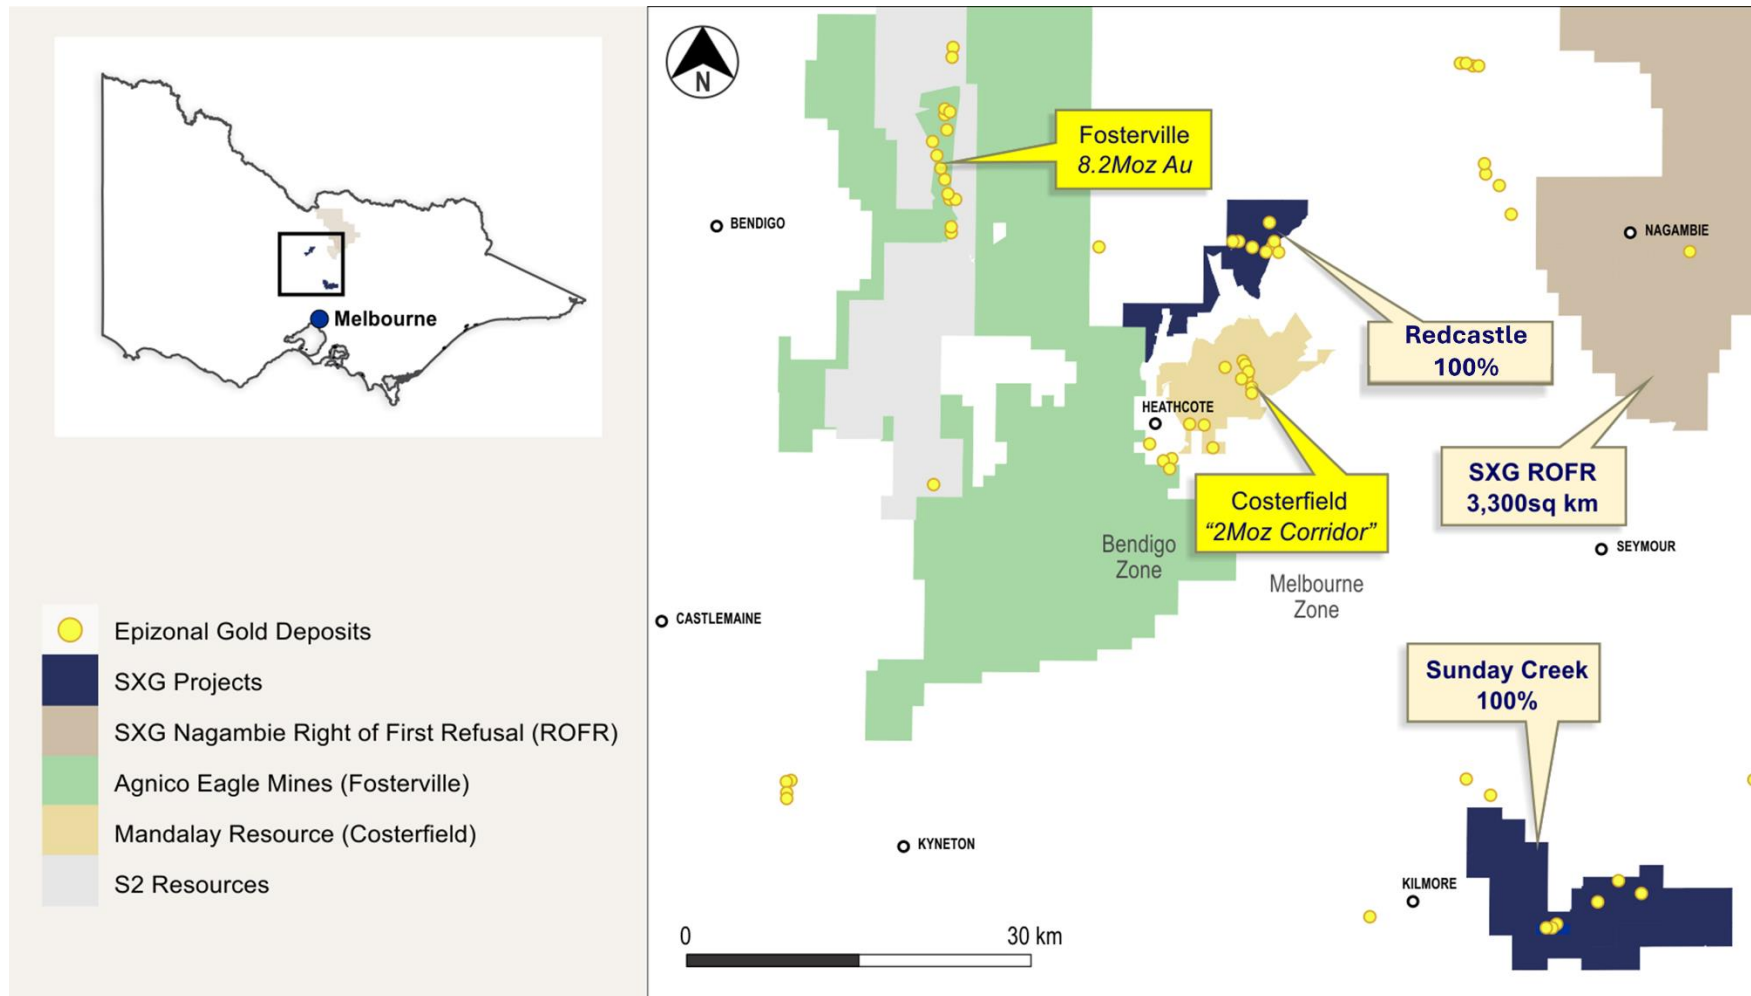 Melbourne
Epizonal Gold Deposits
SXG Projects
SXG Nagambie Right of First Refusal (ROFR)
Agnico Eagle Mines (Fosterville)
Mandalay Resource (Costerfield)
S2 Resources
N
Fosterville
8.2Moz Au
BENDIGO
NAGAMBIE
Redcastle
100%
HEATHCOTE
SXG ROFR
3,300sq km
Costerfield
“2Moz Corridor”
Bendigo
Zone
SEYMOUR
Melbourne
Zone
CASTLEMAINE
Sunday Creek
100%
KYNETON
KILMORE
0
30 km